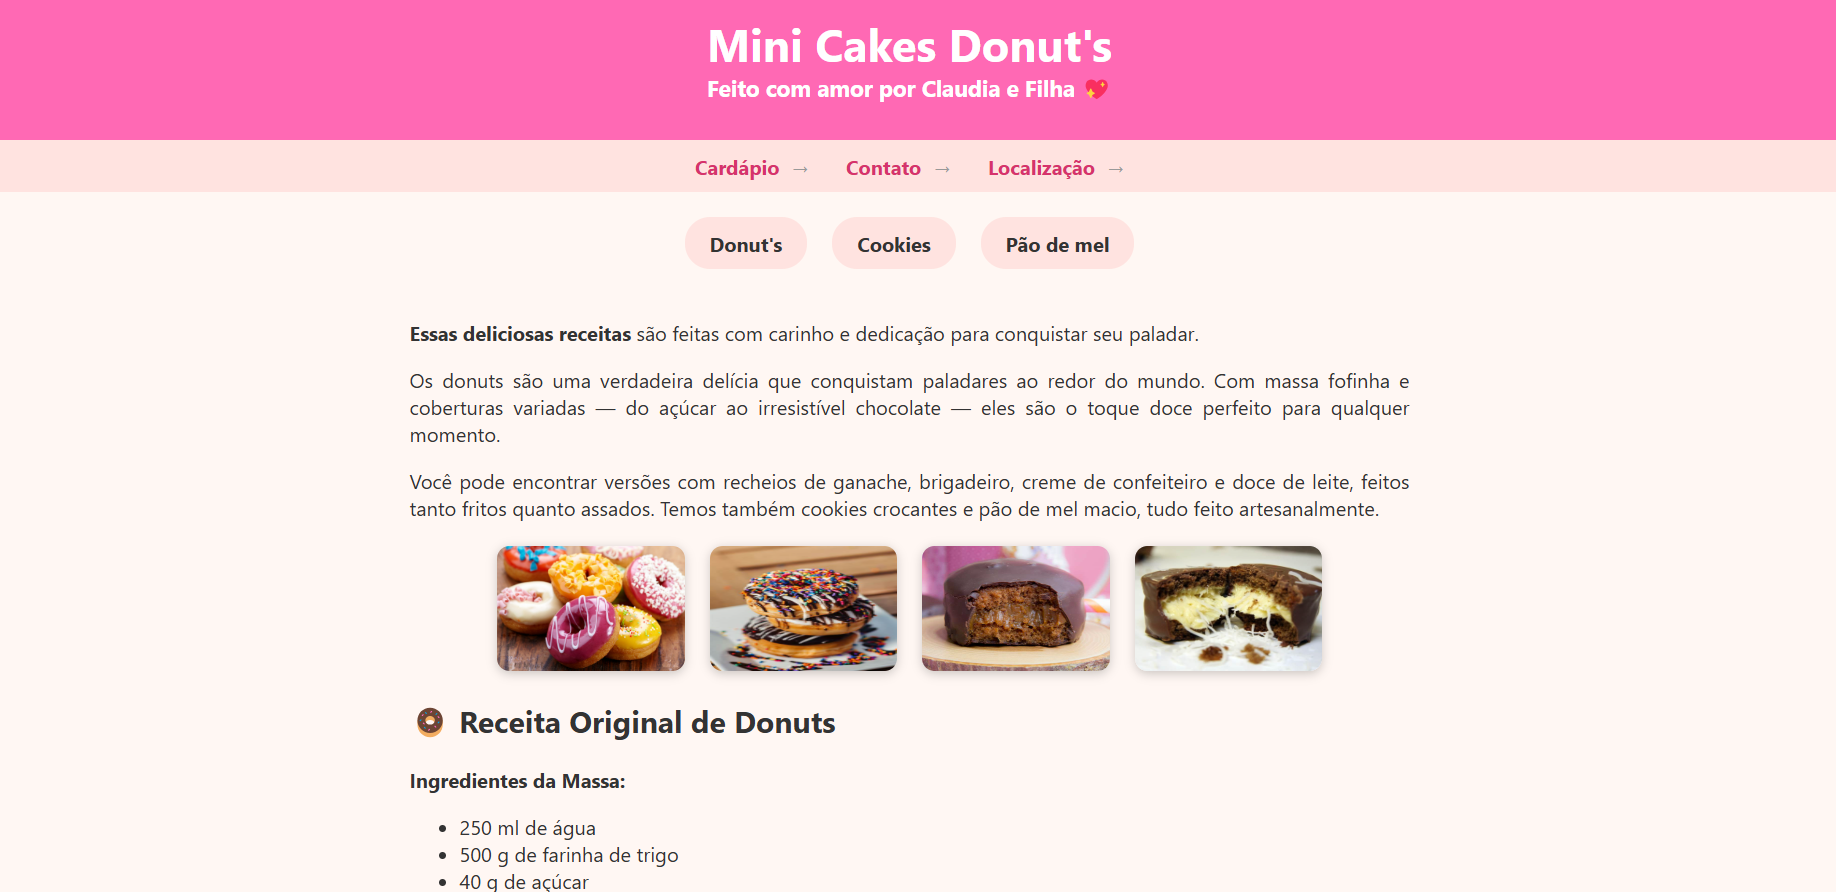 Mini Cakes Donut's
Feito com amor por Claudia e Filha 💖
Cardápio → Contato → Localização →
Donut's Cookies Pão de mel
Essas deliciosas receitas são feitas com carinho e dedicação para conquistar seu paladar.
Os donuts são uma verdadeira delícia que conquistam paladares ao redor do mundo. Com massa fofinha e
coberturas variadas — do açúcar ao irresistível chocolate — eles são o toque doce perfeito para qualquer
momento.
Você pode encontrar versões com recheios de ganache, brigadeiro, creme de confeiteiro e doce de leite, feitos
tanto fritos quanto assados. Temos também cookies crocantes e pão de mel macio, tudo feito artesanalmente.
🍩 Receita Original de Donuts
Ingredientes da Massa:
• 250 ml de água
• 500 g de farinha de trigo
• 40 g de açúcar